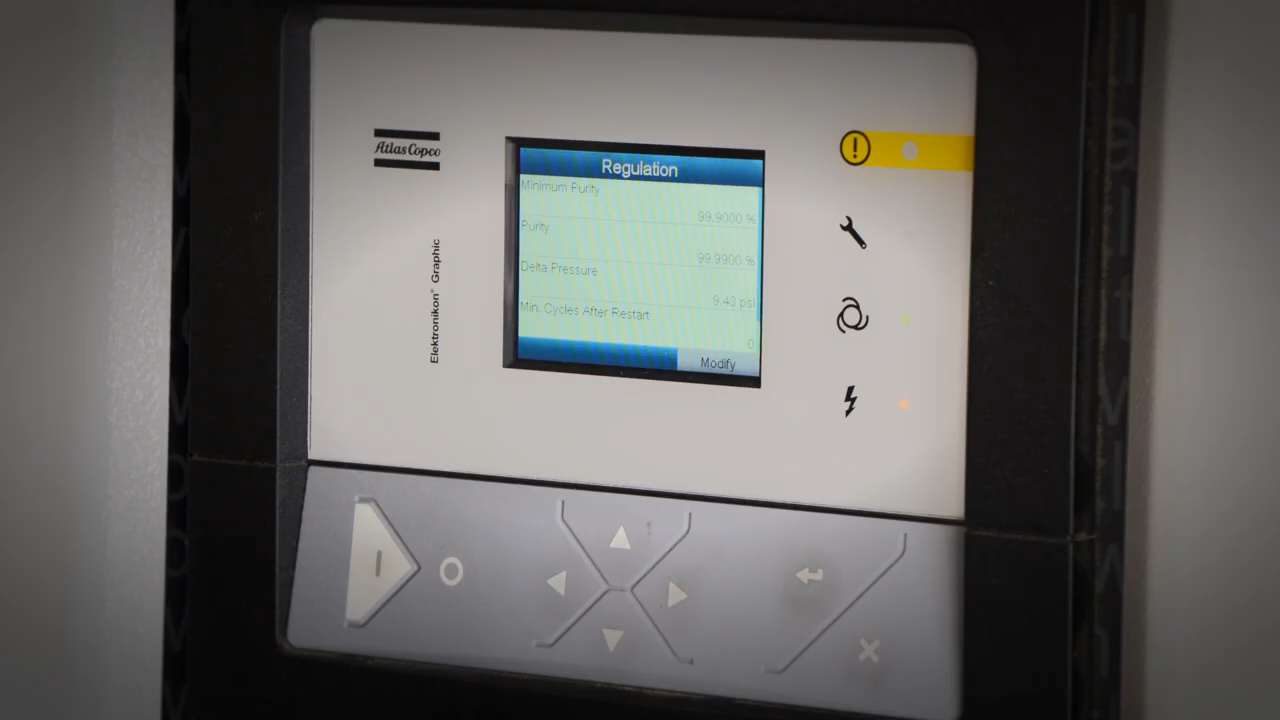 Atlas Copco
Elektronikon® Graphic
Regulation
Minimum Purity
99.9000 %
Purity
99.9900 %
Delta Pressure
9.43 psi
Min. Cycles After Restart
0
Modify